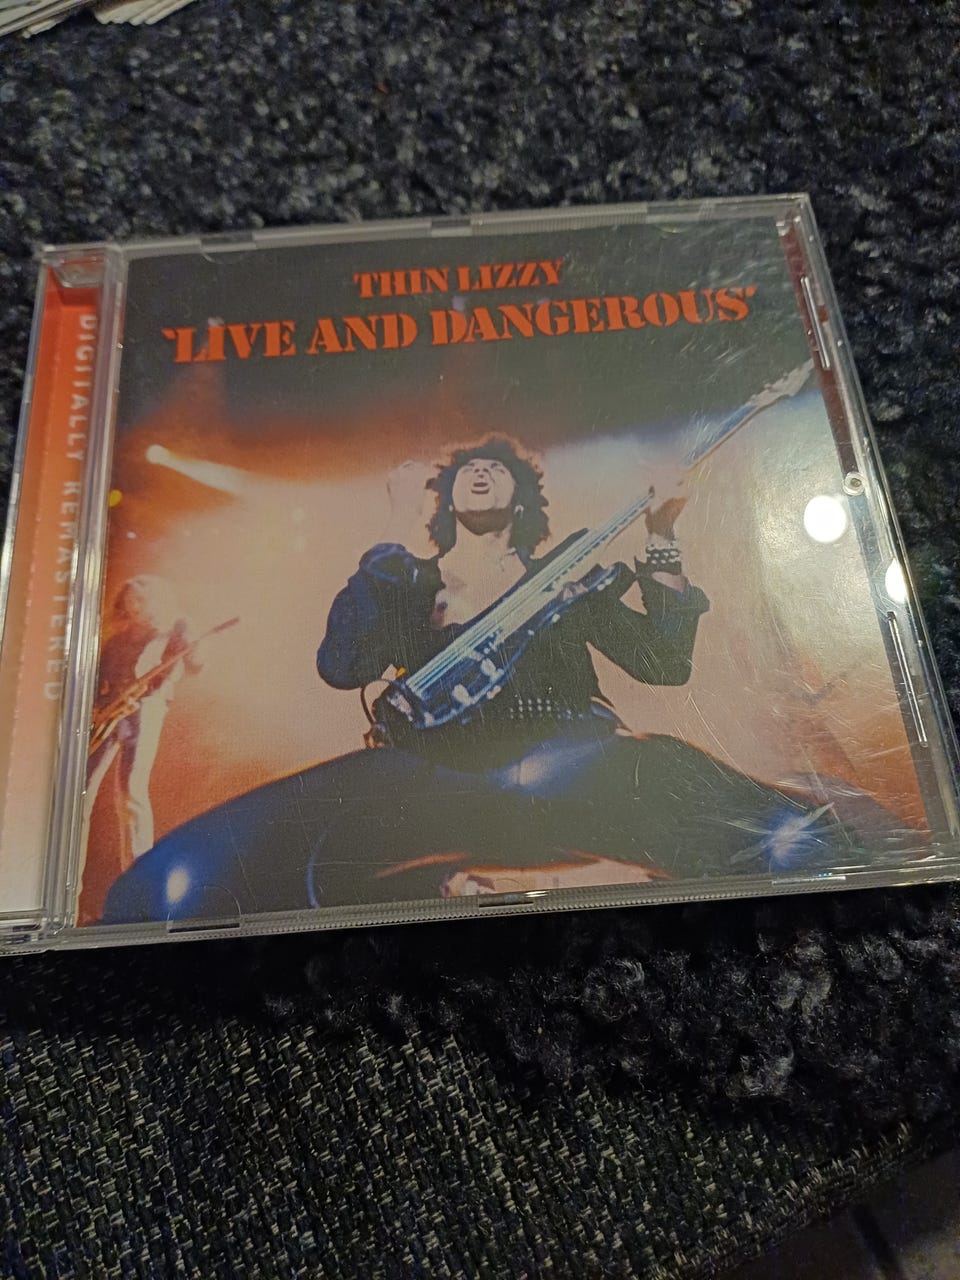 THIN LIZZY
'LIVE AND DANGEROUS'
DIGITALLY REMASTERED